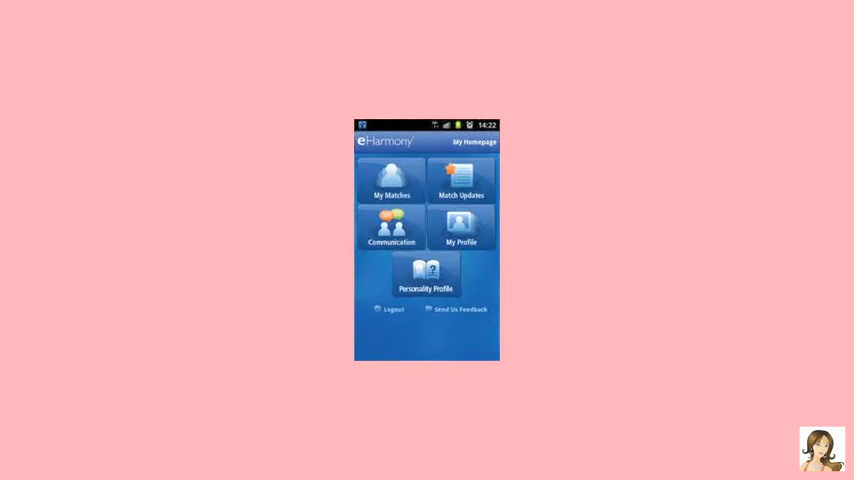 14:22
eHarmony My Homepage
My Matches Match Updates
Communication My Profile
?
Personality Profile
Logout Send Us Feedback